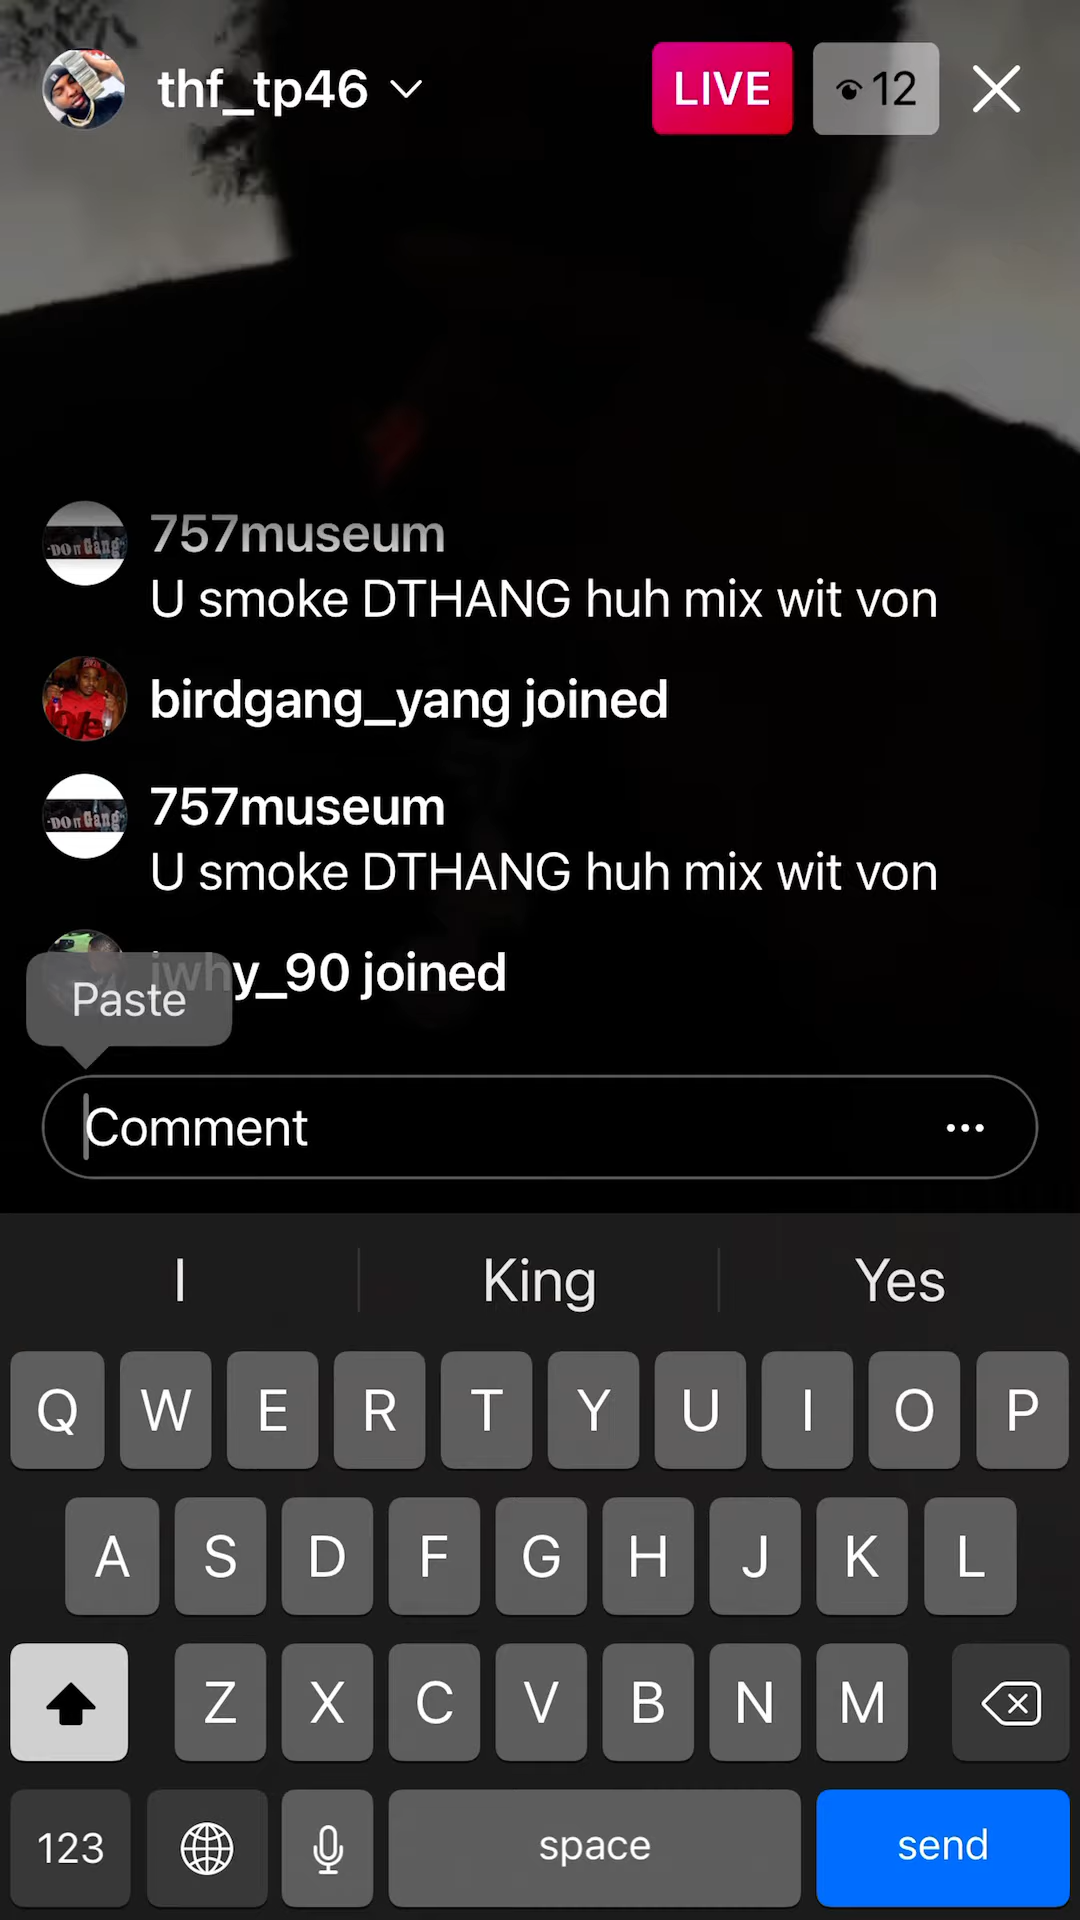 thf_tp46
LIVE
12
757museum
U smoke DTHANG huh mix wit von
birdgang_yang joined
757museum
U smoke DTHANG huh mix wit von
jwhy_90 joined
Paste
Comment
I King Yes
Q W E R T Y U I O P
A S D F G H J K L
Z X C V B N M
123 space send